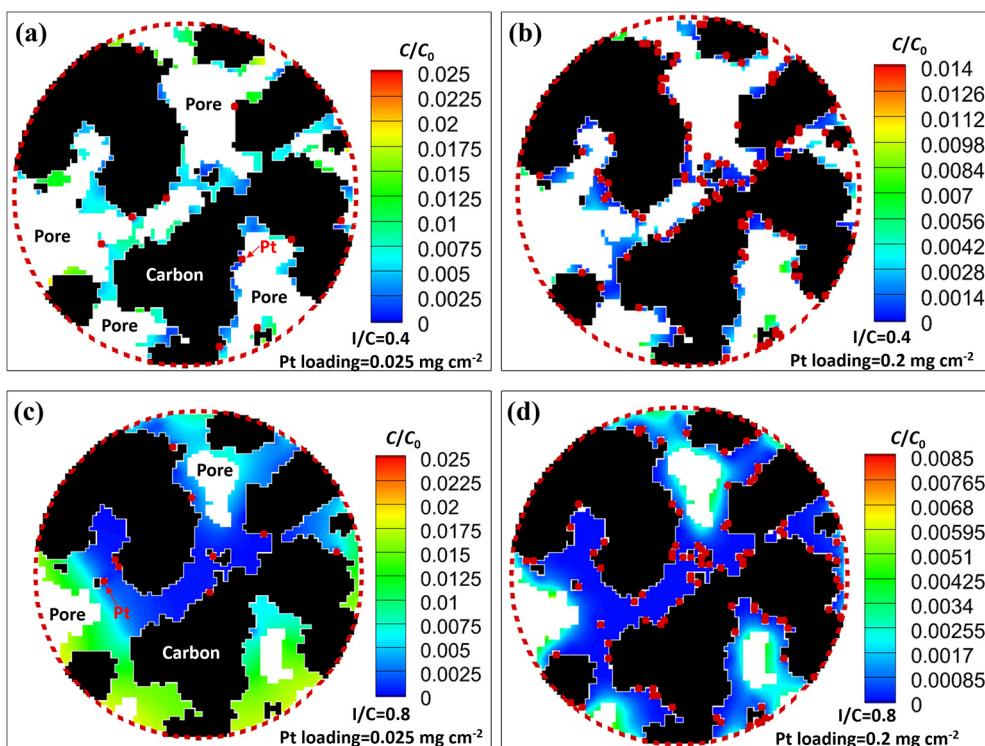 (a)
C/C₀
0.025
0.0225
0.02
0.0175
0.015
0.0125
0.01
0.0075
0.005
0.0025
0
Pore
Pore
Pt
Carbon
Pore
Pore
I/C=0.4
Pt loading=0.025 mg cm⁻²
(b)
C/C₀
0.014
0.0126
0.0112
0.0098
0.0084
0.007
0.0056
0.0042
0.0028
0.0014
0
I/C=0.4
Pt loading=0.2 mg cm⁻²
(c)
C/C₀
0.025
0.0225
0.02
0.0175
0.015
0.0125
0.01
0.0075
0.005
0.0025
0
Pore
Pore
Pt
Carbon
I/C=0.8
Pt loading=0.025 mg cm⁻²
(d)
C/C₀
0.0085
0.00765
0.0068
0.00595
0.0051
0.00425
0.0034
0.00255
0.0017
0.00085
0
I/C=0.8
Pt loading=0.2 mg cm⁻²